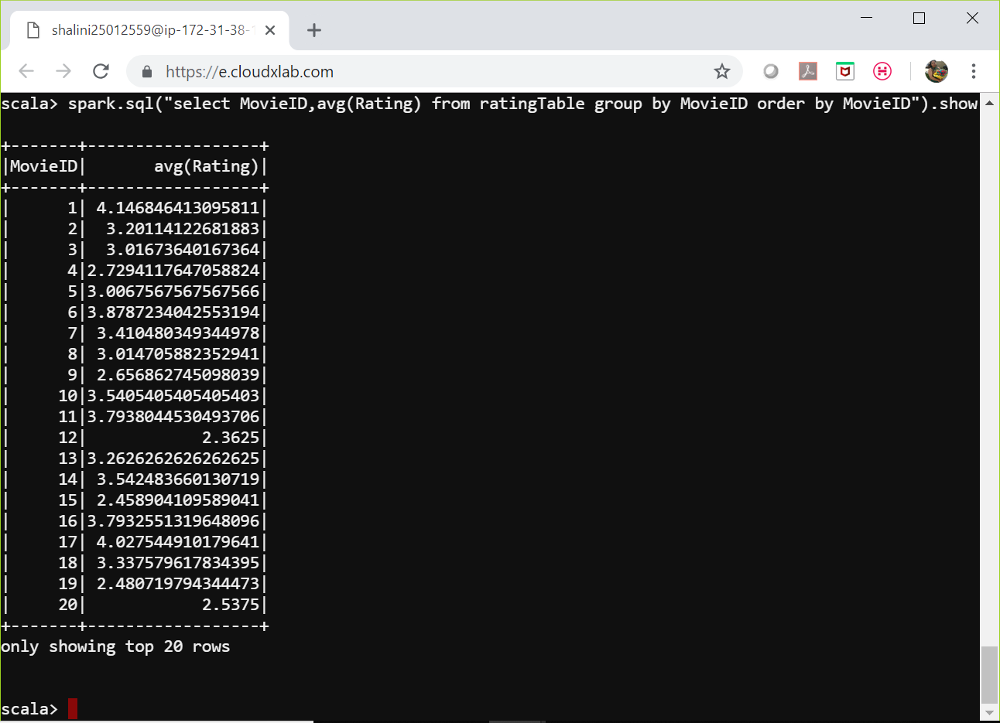 shalini25012559@ip-172-31-38-
https://e.cloudxlab.com
scala> spark.sql("select MovieID,avg(Rating) from ratingTable group by MovieID order by MovieID").show
+-------+------------------+
|MovieID|       avg(Rating)|
+-------+------------------+
|      1| 4.146846413095811|
|      2|  3.20114122681883|
|      3|  3.01673640167364|
|      4|2.7294117647058824|
|      5|3.0067567567567566|
|      6|3.8787234042553194|
|      7| 3.410480349344978|
|      8| 3.014705882352941|
|      9| 2.656862745098039|
|     10|3.5405405405405403|
|     11|3.7938044530493706|
|     12|            2.3625|
|     13|3.2626262626262625|
|     14| 3.542483660130719|
|     15| 2.458904109589041|
|     16|3.7932551319648096|
|     17| 4.027544910179641|
|     18| 3.337579617834395|
|     19| 2.480719794344473|
|     20|            2.5375|
+-------+------------------+
only showing top 20 rows
scala>